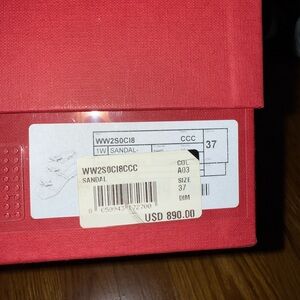 WW2S0CI8
CCC
37
1W
SANDAL-
WW2S0CI8CCC
SANDAL
COL
A03
SIZE
37
DIM
USD 890.00